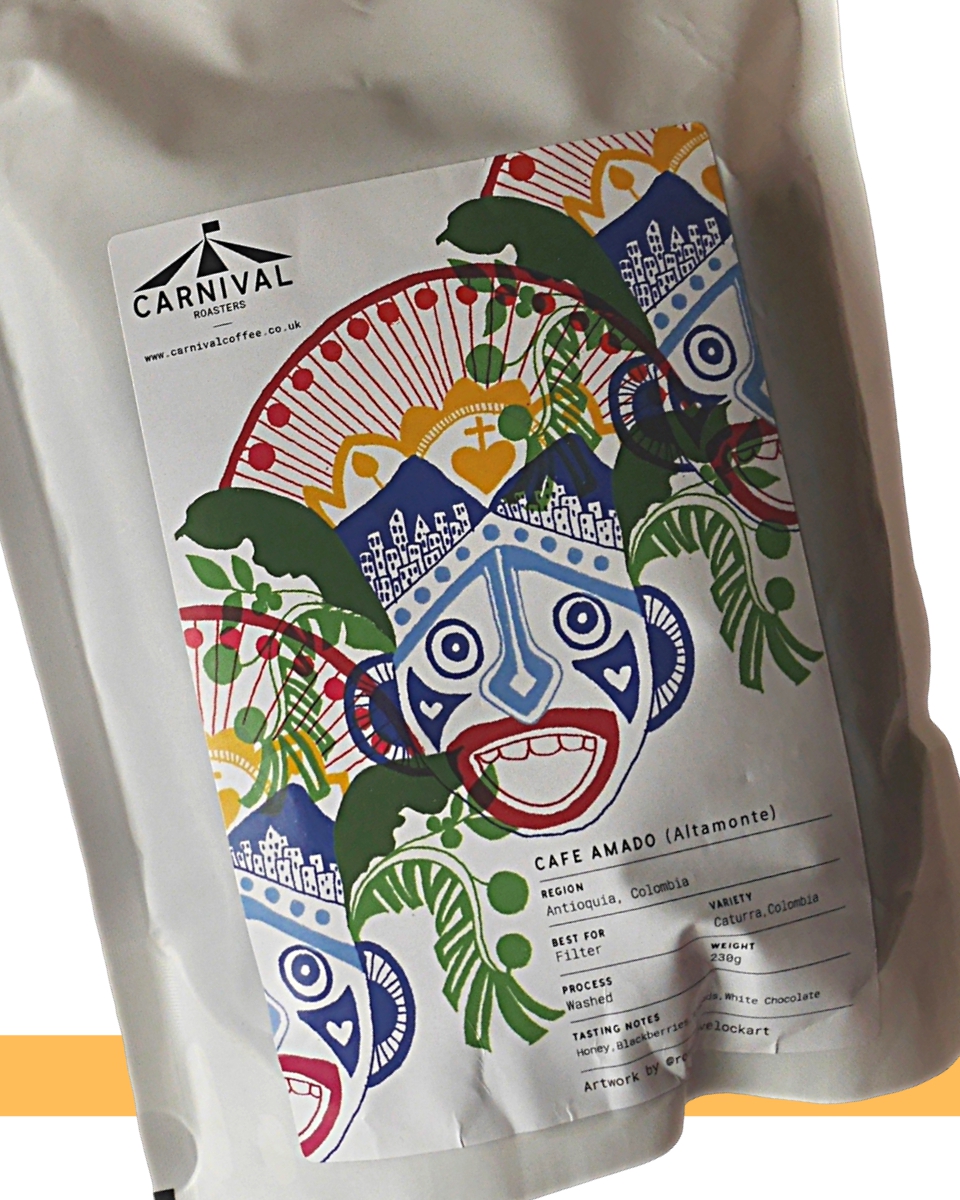 CARNIVAL
ROASTERS
www.carnivalcoffee.co.uk
CAFE AMADO (Altamonte)
REGION
Antioquia, Colombia
VARIETY
Caturra,Colombia
BEST FOR
Filter
WEIGHT
230g
PROCESS
Washed
TASTING NOTES
Honey,Blackberries White Chocolate
Artwork by